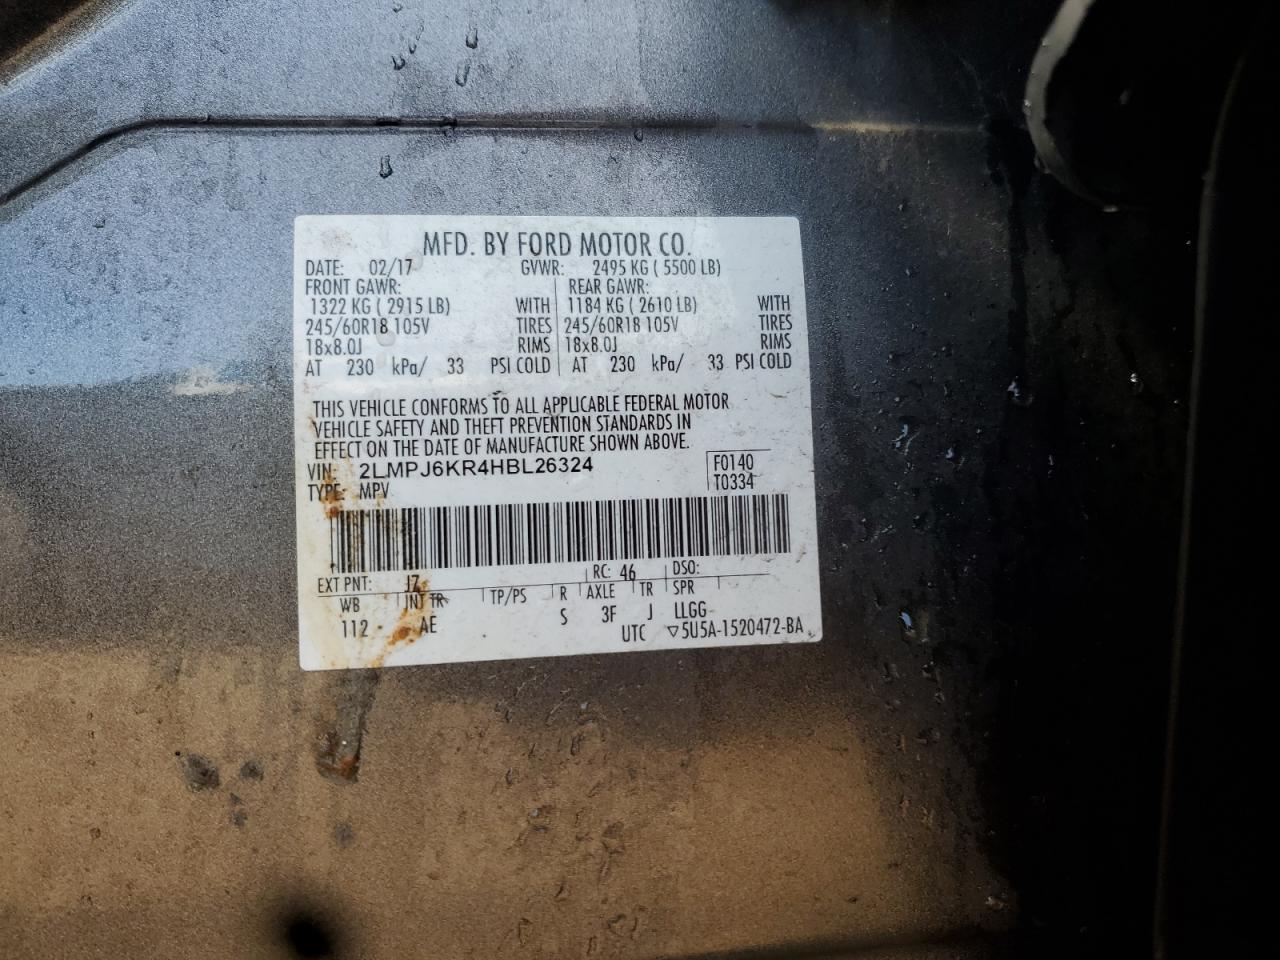 MFD. BY FORD MOTOR CO.
DATE: 02/17 GVWR: 2495 KG ( 5500 LB)
FRONT GAWR: REAR GAWR:
1322 KG ( 2915 LB) WITH 1184 KG ( 2610 LB) WITH
245/60R18 105V TIRES 245/60R18 105V TIRES
18x8.0J RIMS 18x8.0J RIMS
AT 230 kPa/ 33 PSI COLD AT 230 kPa/ 33 PSI COLD
THIS VEHICLE CONFORMS TO ALL APPLICABLE FEDERAL MOTOR
VEHICLE SAFETY AND THEFT PREVENTION STANDARDS IN
EFFECT ON THE DATE OF MANUFACTURE SHOWN ABOVE.
VIN: 2LMPJ6KR4HBL26324 F0140
TYPE: MPV T0334
EXT PNT: J7 RC: 46 DSO:
WB INT TR TP/PS R AXLE TR SPR
112 AE S 3F J LLGG
UTC ▽5U5A-1520472-BA